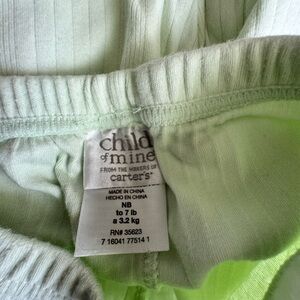 child
of mine
FROM THE MAKERS OF
carter's
MADE IN CHINA
HECHO EN CHINA
NB
to 7 lb
a 3.2 kg
RN# 35623
7 16041 77514 1